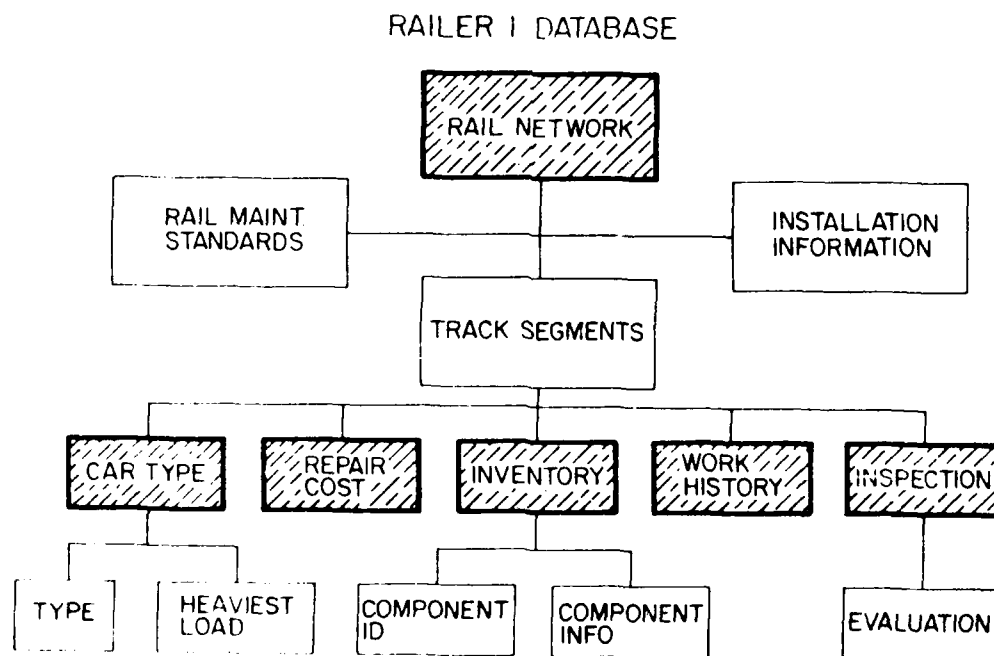 RAILER I DATABASE
RAIL NETWORK
RAIL MAINT
STANDARDS
INSTALLATION
INFORMATION
TRACK SEGMENTS
CAR TYPE
REPAIR
COST
INVENTORY
WORK
HISTORY
INSPECTION
TYPE
HEAVIEST
LOAD
COMPONENT
ID
COMPONENT
INFO
EVALUATION